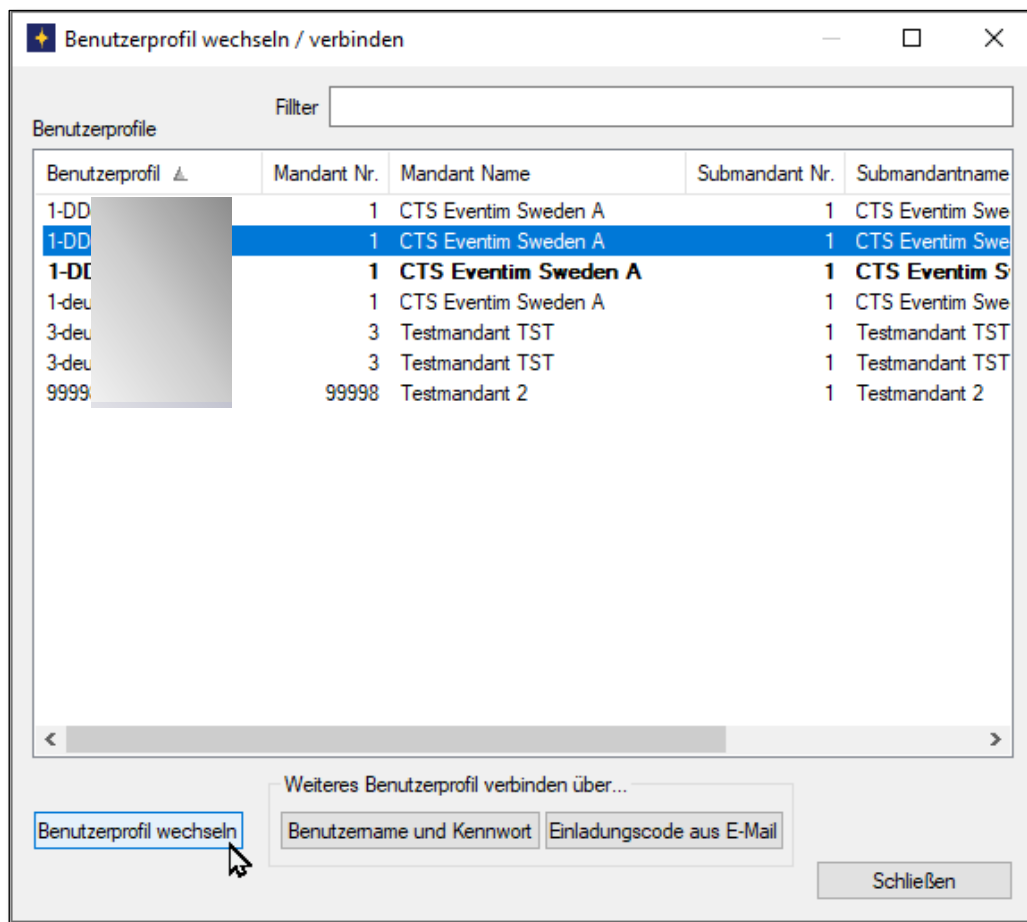 Benutzerprofil wechseln / verbinden
Fillter
Benutzerprofile
Benutzerprofil Mandant Nr. Mandant Name Submandant Nr. Submandantname
1-DD 1 CTS Eventim Sweden A 1 CTS Eventim Swe
1-DD 1 CTS Eventim Sweden A 1 CTS Eventim Swe
1-DD 1 CTS Eventim Sweden A 1 CTS Eventim S
1-deu 1 CTS Eventim Sweden A 1 CTS Eventim Swe
3-deu 3 Testmandant TST 1 Testmandant TST
3-deu 3 Testmandant TST 1 Testmandant TST
9999 99998 Testmandant 2 1 Testmandant 2
Weiteres Benutzerprofil verbinden über...
Benutzerprofil wechseln Benutzername und Kennwort Einladungscode aus E-Mail
Schließen